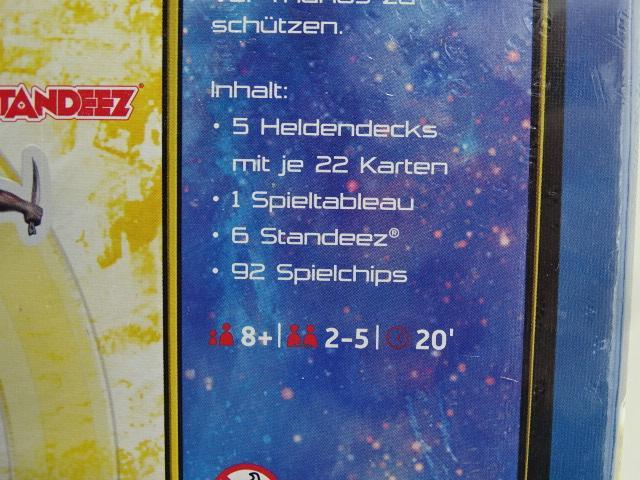 schützen.
STANDEEZ
Inhalt:
• 5 Heldendecks
mit je 22 Karten
• 1 Spieltableau
• 6 Standeez®
• 92 Spielchips
8+ | 2-5 | 20'